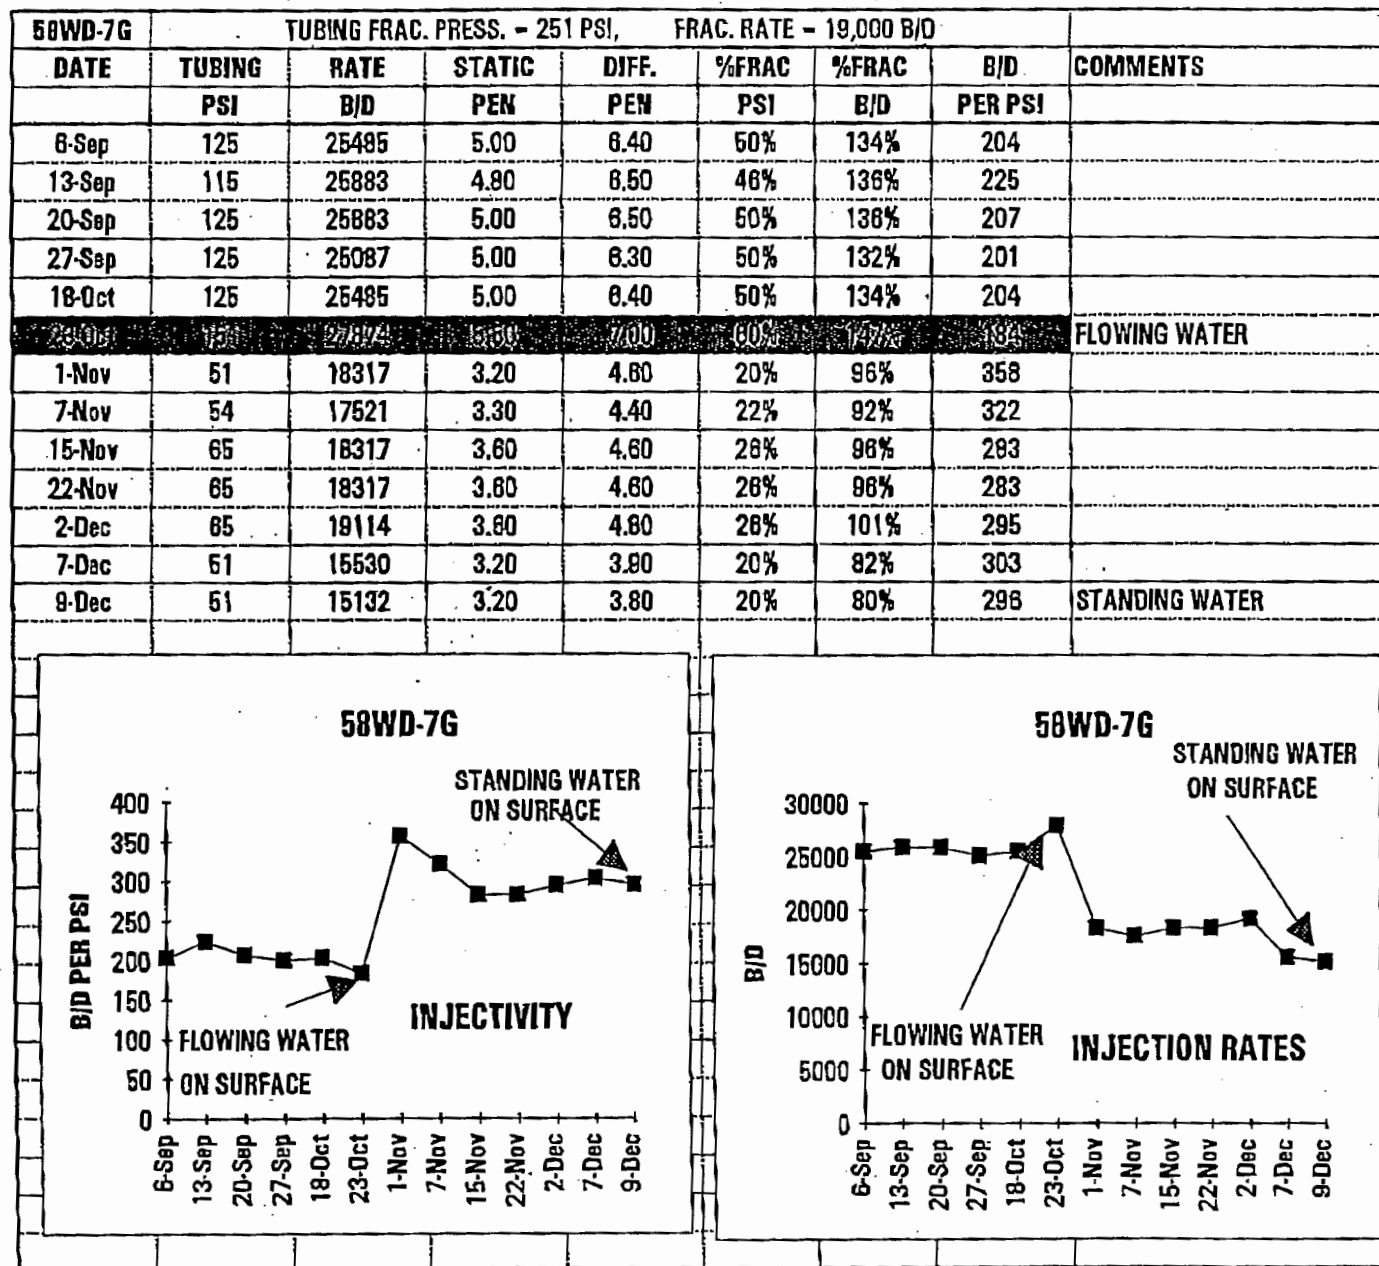 58WD-7G TUBING FRAC. PRESS. - 251 PSI, FRAC. RATE - 19,000 B/D
DATE TUBING RATE STATIC DIFF. %FRAC %FRAC B/D COMMENTS
PSI B/D PEN PEN PSI B/D PER PSI
6-Sep 125 25485 5.00 6.40 50% 134% 204
13-Sep 115 25883 4.80 6.50 46% 136% 225
20-Sep 125 25883 5.00 6.50 50% 136% 207
27-Sep 125 25087 5.00 6.30 50% 132% 201
18-Oct 125 25485 5.00 6.40 50% 134% 204
27874 7.00 60% 147% 184 FLOWING WATER
1-Nov 51 18317 3.20 4.60 20% 96% 358
7-Nov 54 17521 3.30 4.40 22% 92% 322
15-Nov 65 18317 3.60 4.60 26% 96% 283
22-Nov 65 18317 3.60 4.60 26% 96% 283
2-Dec 65 19114 3.60 4.80 26% 101% 295
7-Dec 51 15530 3.20 3.90 20% 82% 303
9-Dec 51 15132 3.20 3.80 20% 80% 296 STANDING WATER
58WD-7G
STANDING WATER
ON SURFACE
400
350
300
250
200
150
100
50
0
B/D PER PSI
INJECTIVITY
FLOWING WATER
ON SURFACE
6-Sep
13-Sep
20-Sep
27-Sep
18-Oct
23-Oct
1-Nov
7-Nov
15-Nov
22-Nov
2-Dec
7-Dec
9-Dec
58WD-7G
STANDING WATER
ON SURFACE
30000
25000
20000
15000
10000
5000
0
B/D
FLOWING WATER
ON SURFACE
INJECTION RATES
6-Sep
13-Sep
20-Sep
27-Sep
18-Oct
23-Oct
1-Nov
7-Nov
15-Nov
22-Nov
2-Dec
7-Dec
9-Dec